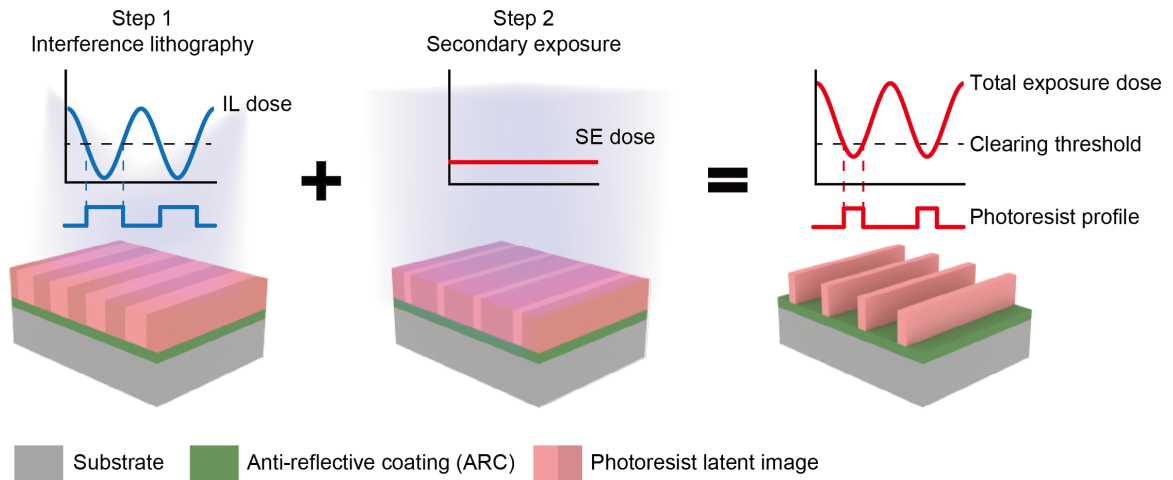 Step 1
Interference lithography
Step 2
Secondary exposure
IL dose
SE dose
Total exposure dose
Clearing threshold
Photoresist profile
Substrate
Anti-reflective coating (ARC)
Photoresist latent image